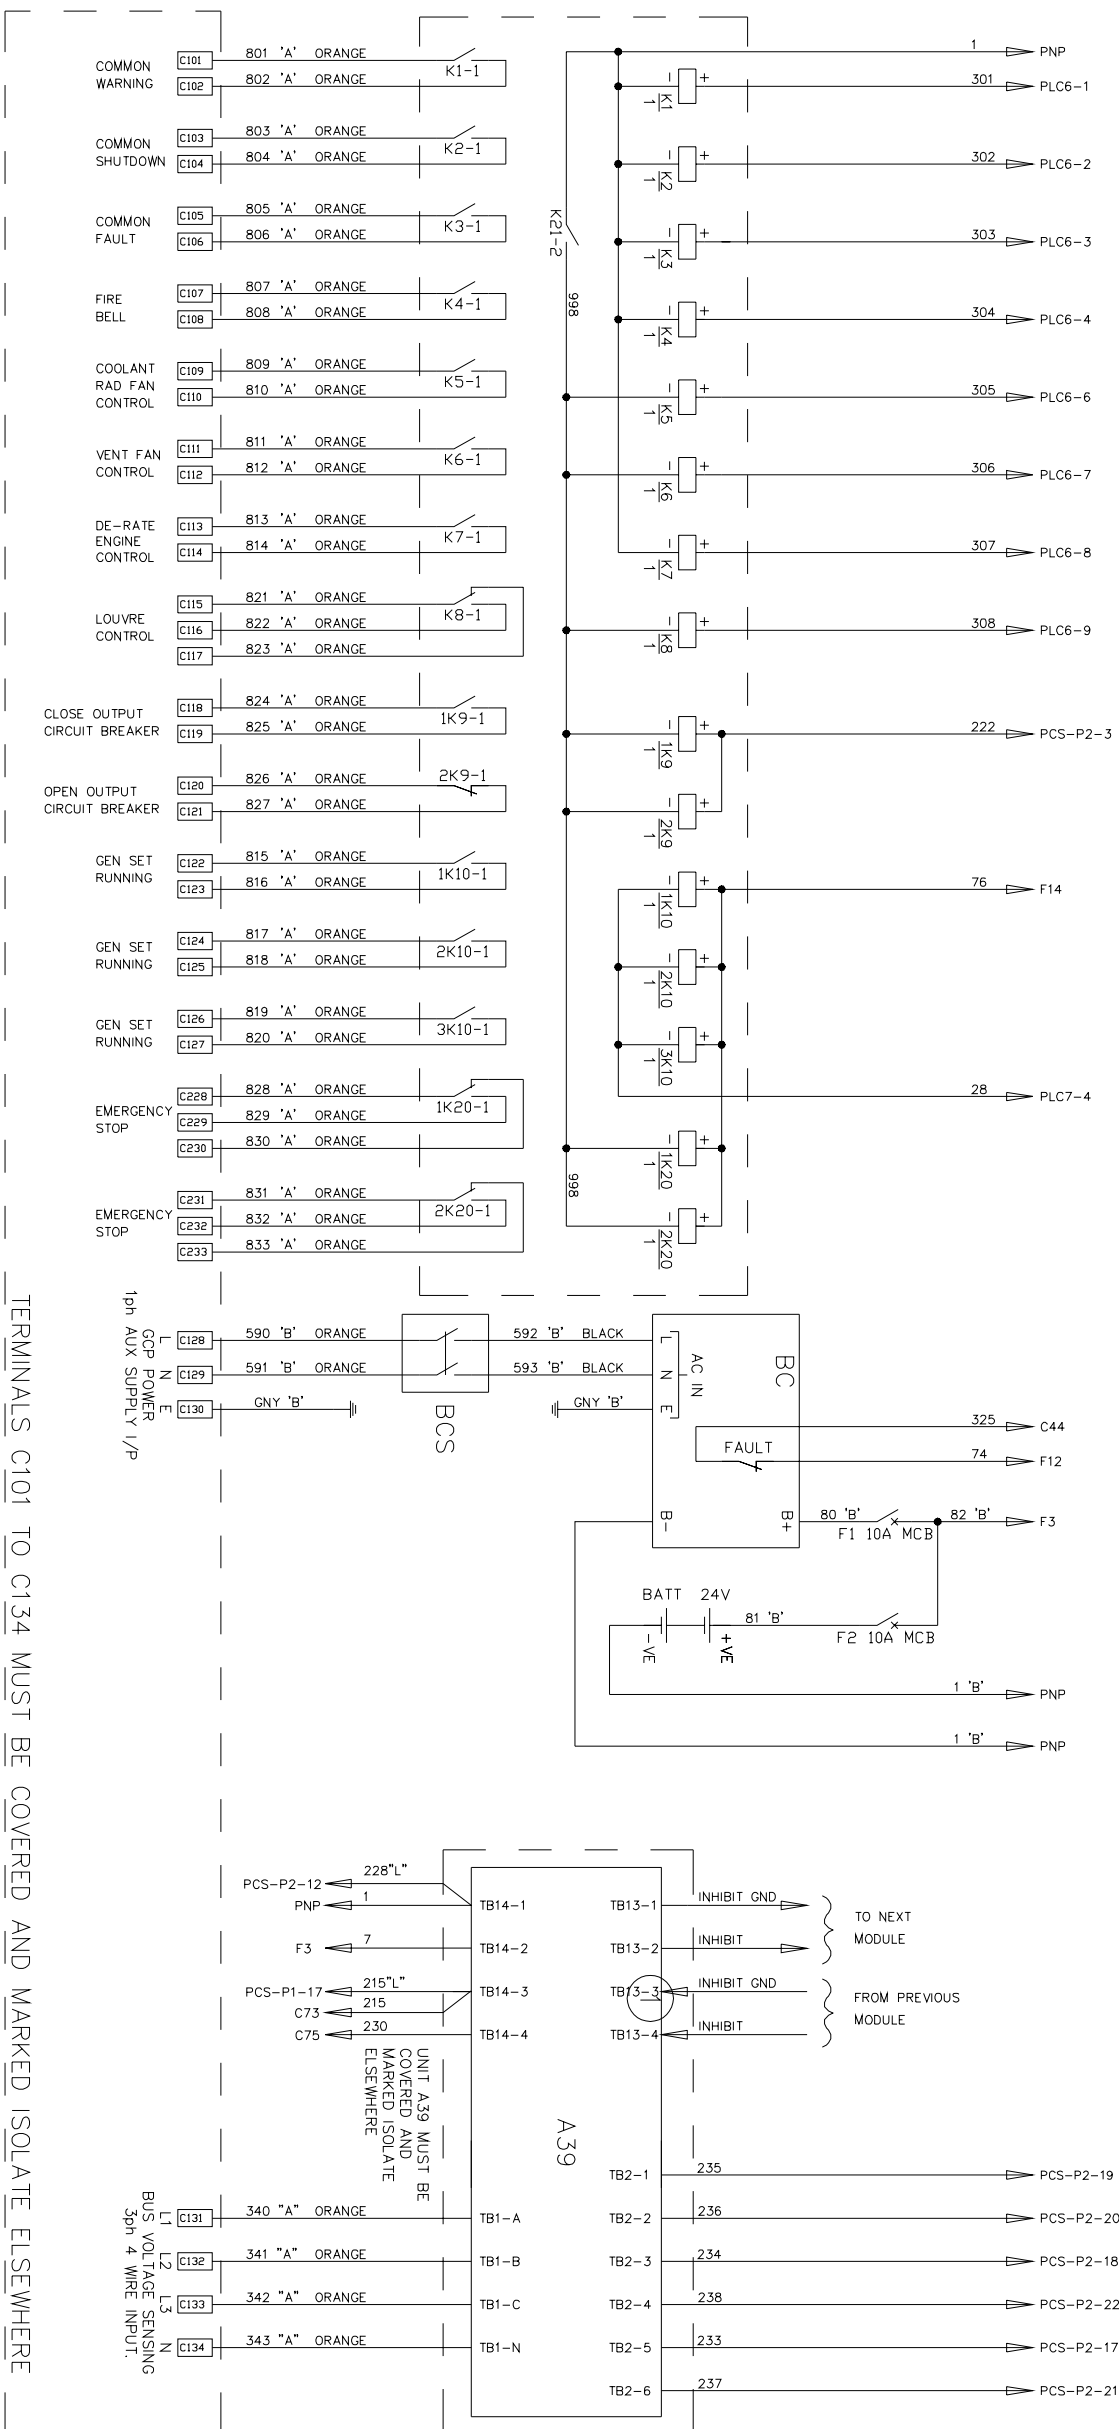 COMMON
WARNING
C101
801 'A' ORANGE
C102
802 'A' ORANGE
K1-1
COMMON
SHUTDOWN
C103
803 'A' ORANGE
C104
804 'A' ORANGE
K2-1
COMMON
FAULT
C105
805 'A' ORANGE
C106
806 'A' ORANGE
K3-1
FIRE
BELL
C107
807 'A' ORANGE
C108
808 'A' ORANGE
K4-1
COOLANT
RAD FAN
CONTROL
C109
809 'A' ORANGE
C110
810 'A' ORANGE
K5-1
VENT FAN
CONTROL
C111
811 'A' ORANGE
C112
812 'A' ORANGE
K6-1
DE-RATE
ENGINE
CONTROL
C113
813 'A' ORANGE
C114
814 'A' ORANGE
K7-1
LOUVRE
CONTROL
C115
821 'A' ORANGE
C116
822 'A' ORANGE
C117
823 'A' ORANGE
K8-1
CLOSE OUTPUT
CIRCUIT BREAKER
C118
824 'A' ORANGE
C119
825 'A' ORANGE
1K9-1
OPEN OUTPUT
CIRCUIT BREAKER
C120
826 'A' ORANGE
C121
827 'A' ORANGE
2K9-1
GEN SET
RUNNING
C122
815 'A' ORANGE
C123
816 'A' ORANGE
1K10-1
GEN SET
RUNNING
C124
817 'A' ORANGE
C125
818 'A' ORANGE
2K10-1
GEN SET
RUNNING
C126
819 'A' ORANGE
C127
820 'A' ORANGE
3K10-1
EMERGENCY
STOP
C228
828 'A' ORANGE
C229
829 'A' ORANGE
C230
830 'A' ORANGE
1K20-1
EMERGENCY
STOP
C231
831 'A' ORANGE
C232
832 'A' ORANGE
C233
833 'A' ORANGE
2K20-1
K21-2
998
998
1 PNP
- + K1 1 301 PLC6-1
- + K2 1 302 PLC6-2
- + K3 1 303 PLC6-3
- + K4 1 304 PLC6-4
- + K5 1 305 PLC6-6
- + K6 1 306 PLC6-7
- + K7 1 307 PLC6-8
- + K8 1 308 PLC6-9
- + 1K9 1 222 PCS-P2-3
- + 2K9 1
- + 1K10 1 76 F14
- + 2K10 1
- + 3K10 1
28 PLC7-4
- + 1K20 1
- + 2K20 1
1ph AUX SUPPLY I/P
GCP POWER
L N E
C128
590 'B' ORANGE
C129
591 'B' ORANGE
C130
GNY 'B'
BCS
592 'B' BLACK
593 'B' BLACK
GNY 'B'
L N E
AC IN
BC
FAULT
B-
B+
325 C44
74 F12
80 'B'
F1 10A MCB
82 'B' F3
BATT 24V
-VE
+VE
81 'B'
F2 10A MCB
1 'B' PNP
1 'B' PNP
TERMINALS C101 TO C134 MUST BE COVERED AND MARKED ISOLATE ELSEWHERE
PCS-P2-12 228"L"
PNP 1
TB14-1
F3 7
TB14-2
PCS-P1-17 215"L"
C73 215
TB14-3
C75 230
TB14-4
UNIT A39 MUST BE
COVERED AND
MARKED ISOLATE
ELSEWHERE
A39
TB13-1 INHIBIT GND
TB13-2 INHIBIT
TO NEXT
MODULE
TB13-3 INHIBIT GND
TB13-4 INHIBIT
FROM PREVIOUS
MODULE
TB2-1 235 PCS-P2-19
TB2-2 236 PCS-P2-20
TB2-3 234 PCS-P2-18
TB2-4 238 PCS-P2-22
TB2-5 233 PCS-P2-17
TB2-6 237 PCS-P2-21
BUS VOLTAGE SENSING
3ph 4 WIRE INPUT.
L1 L2 L3 N
C131
340 "A" ORANGE
TB1-A
C132
341 "A" ORANGE
TB1-B
C133
342 "A" ORANGE
TB1-C
C134
343 "A" ORANGE
TB1-N